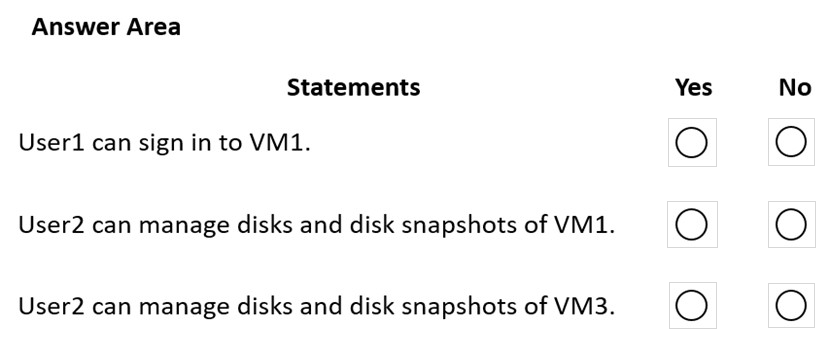 Answer Area
Statements Yes No
User1 can sign in to VM1.
User2 can manage disks and disk snapshots of VM1.
User2 can manage disks and disk snapshots of VM3.